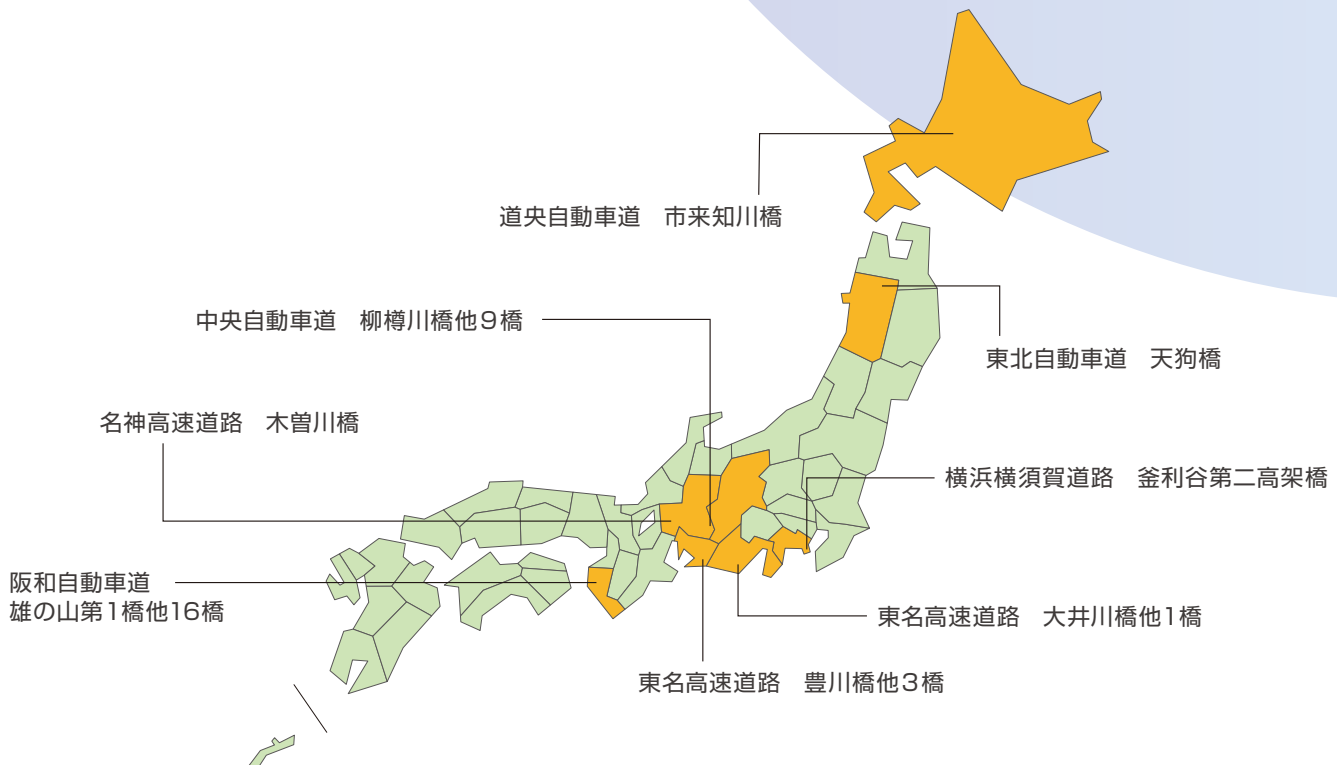 道央自動車道　市来知川橋
中央自動車道　柳樽川橋他9橋
東北自動車道　天狗橋
名神高速道路　木曽川橋
横浜横須賀道路　釜利谷第二高架橋
阪和自動車道
雄の山第1橋他16橋
東名高速道路　大井川橋他1橋
東名高速道路　豊川橋他3橋